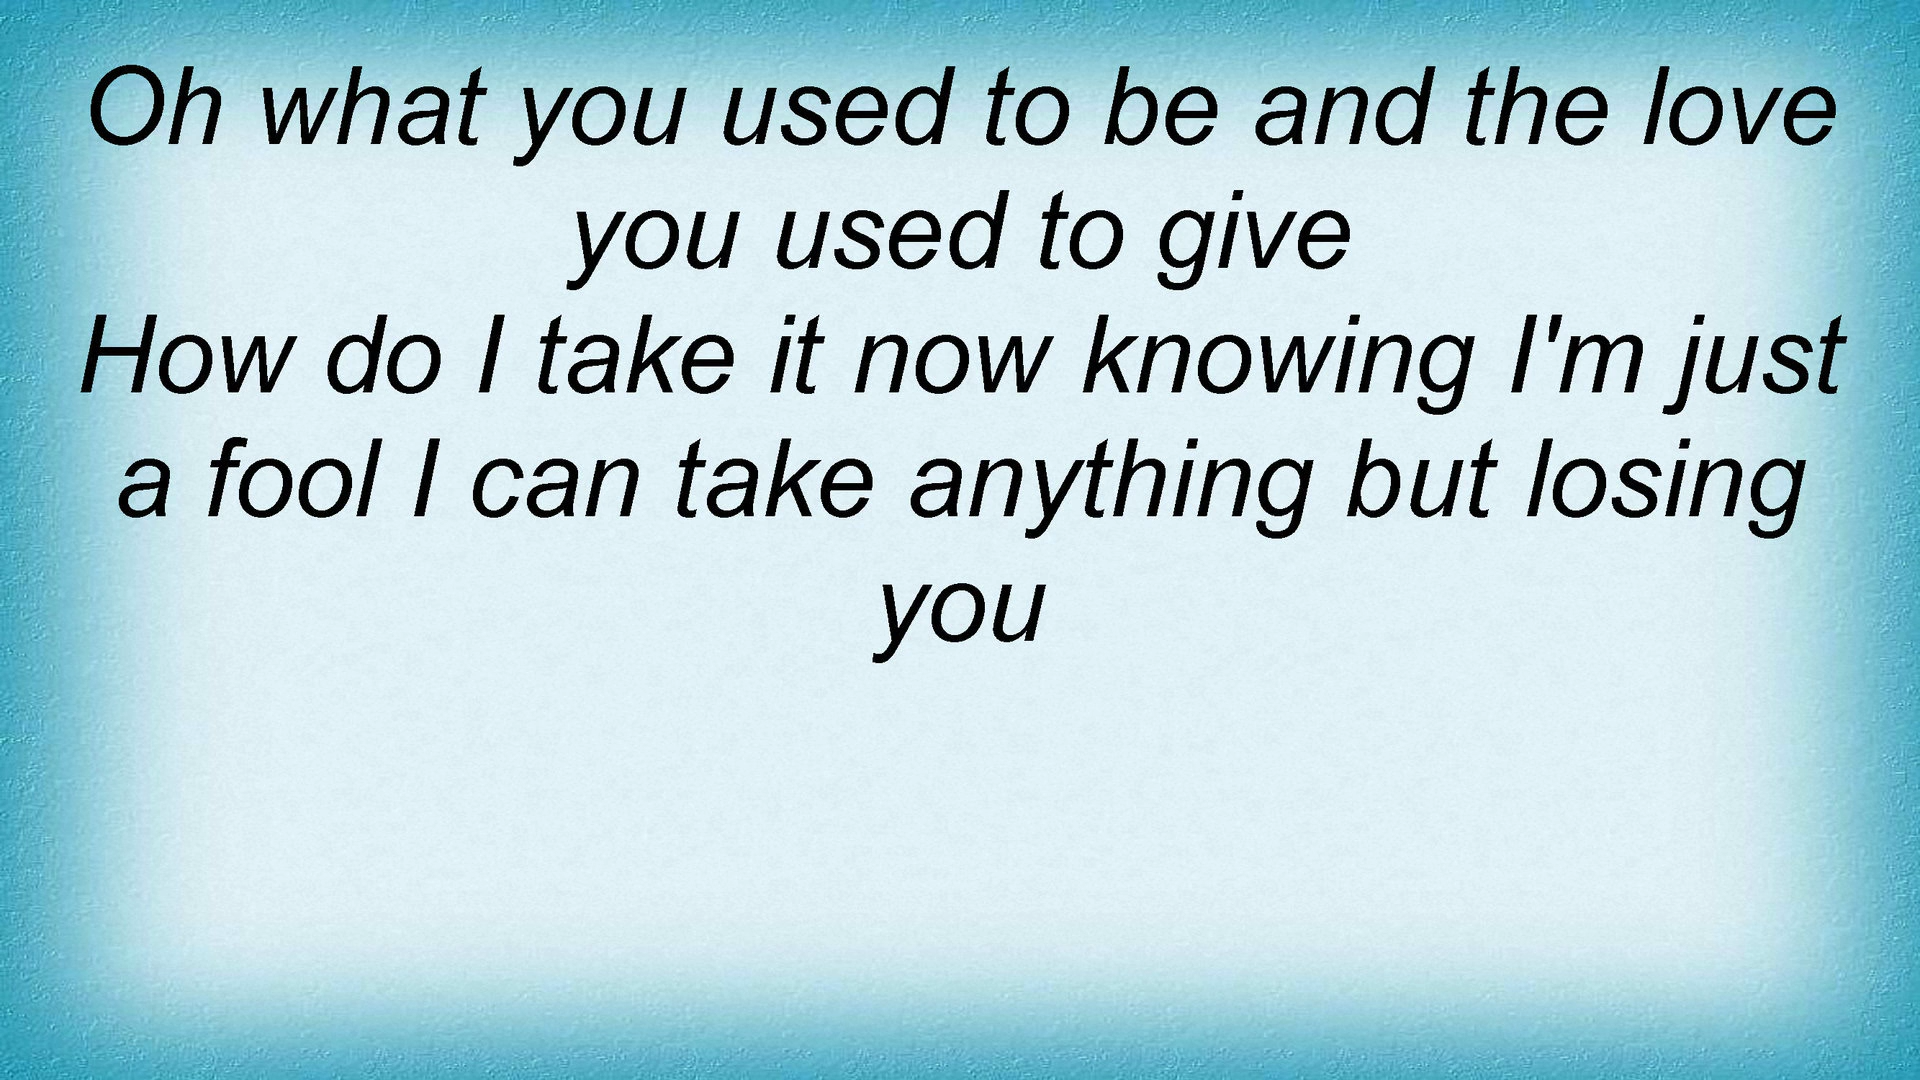 Oh what you used to be and the love
you used to give
How do I take it now knowing I'm just
a fool I can take anything but losing
you